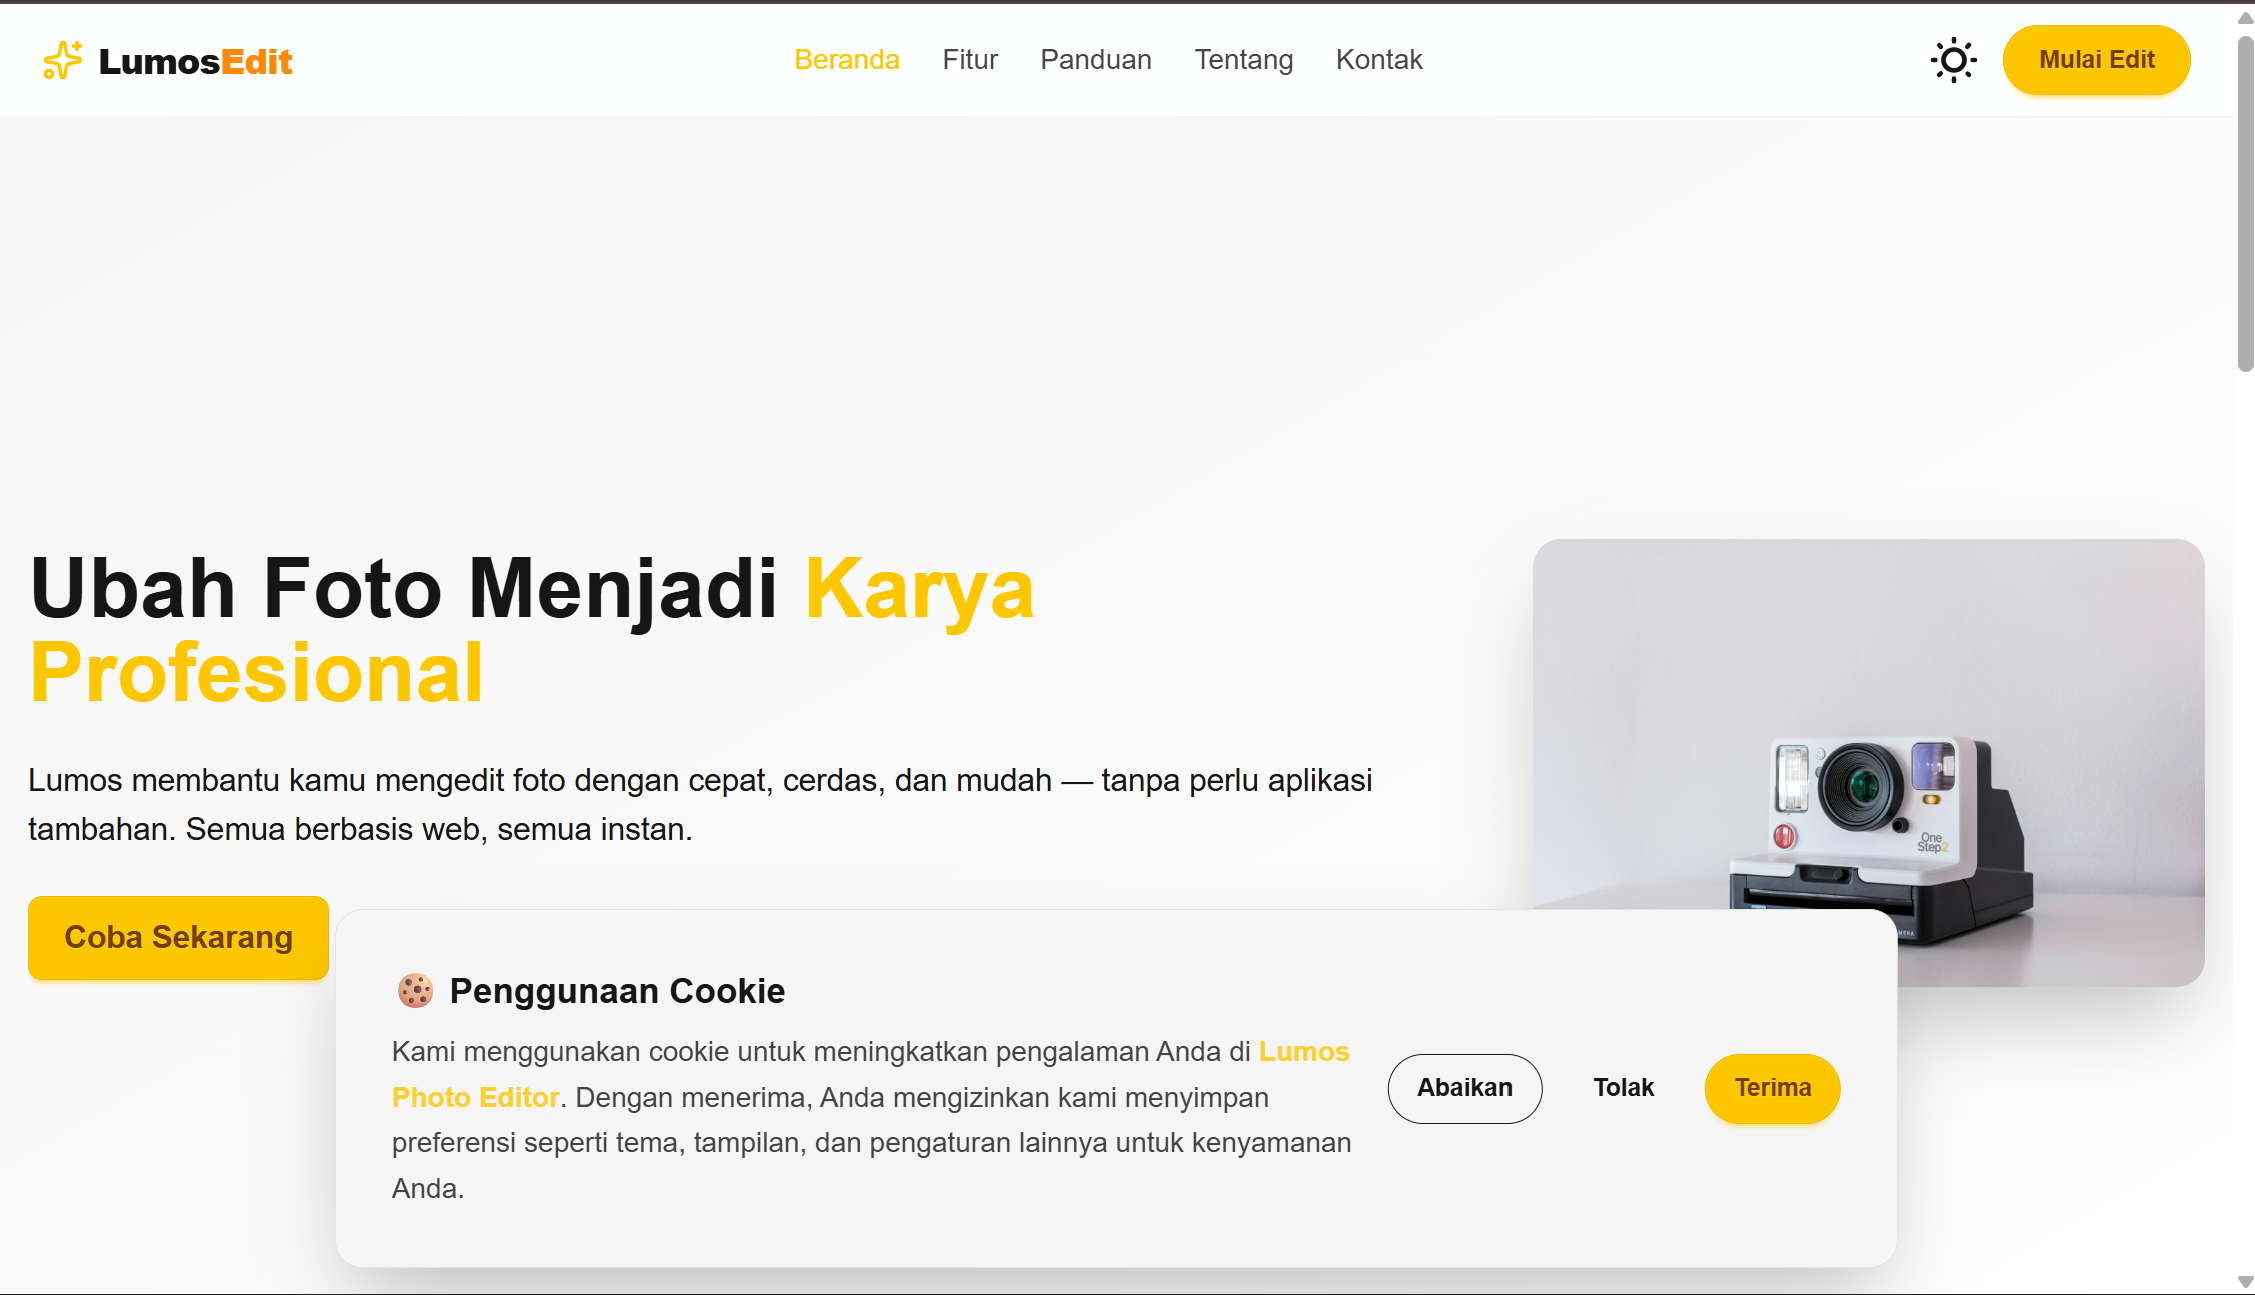 LumosEdit
Beranda
Fitur
Panduan
Tentang
Kontak
Mulai Edit
Ubah Foto Menjadi Karya
Profesional
Lumos membantu kamu mengedit foto dengan cepat, cerdas, dan mudah — tanpa perlu aplikasi
tambahan. Semua berbasis web, semua instan.
Coba Sekarang
One
Step2
Penggunaan Cookie
Kami menggunakan cookie untuk meningkatkan pengalaman Anda di Lumos
Photo Editor. Dengan menerima, Anda mengizinkan kami menyimpan
preferensi seperti tema, tampilan, dan pengaturan lainnya untuk kenyamanan
Anda.
Abaikan
Tolak
Terima